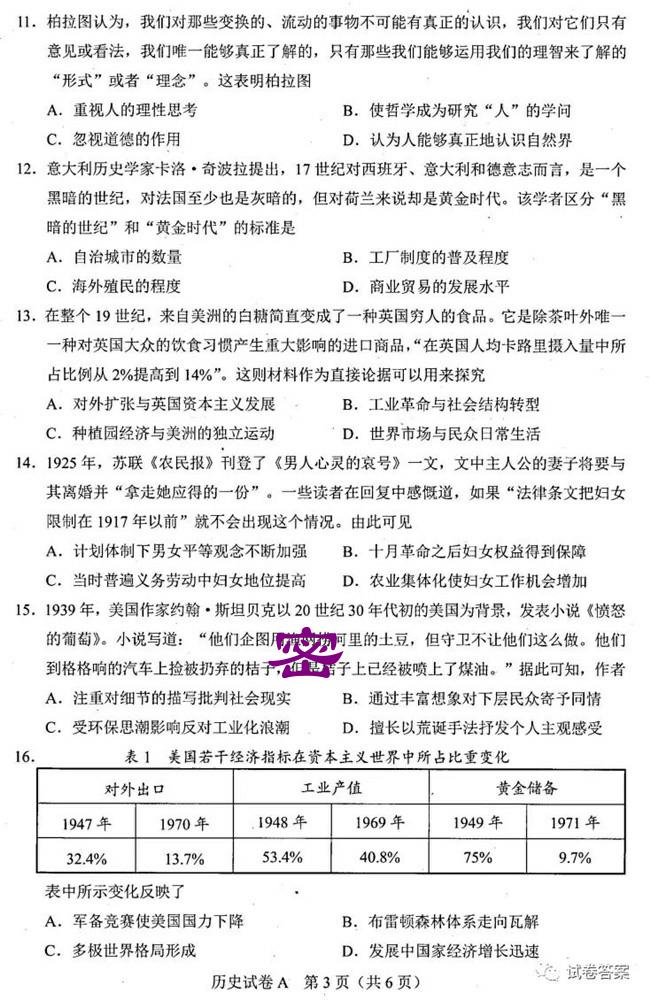 11．柏拉图认为，我们对那些变换的、流动的事物不可能有真正的认识，我们对它们只有
意见或看法，我们唯一能够真正了解的，只有那些我们能够运用我们的理智来了解的
“形式”或者“理念”。这表明柏拉图
A．重视人的理性思考 B．使哲学成为研究“人”的学问
C．忽视道德的作用 D．认为人能够真正地认识自然界
12．意大利历史学家卡洛·奇波拉提出，17 世纪对西班牙、意大利和德意志而言，是一个
黑暗的世纪，对法国至少也是灰暗的，但对荷兰来说却是黄金时代。该学者区分“黑
暗的世纪”和“黄金时代”的标准是
A．自治城市的数量 B．工厂制度的普及程度
C．海外殖民的程度 D．商业贸易的发展水平
13．在整个 19 世纪，来自美洲的白糖简直变成了一种英国穷人的食品。它是除茶叶外唯一
一种对英国大众的饮食习惯产生重大影响的进口商品，“在英国人均卡路里摄入量中所
占比例从 2%提高到 14%”。这则材料作为直接论据可以用来探究
A．对外扩张与英国资本主义发展 B．工业革命与社会结构转型
C．种植园经济与美洲的独立运动 D．世界市场与民众日常生活
14．1925 年，苏联《农民报》刊登了《男人心灵的哀号》一文，文中主人公的妻子将要与
其离婚并“拿走她应得的一份”。一些读者在回复中感慨道，如果“法律条文把妇女
限制在 1917 年以前”就不会出现这个情况。由此可见
A．计划体制下男女平等观念不断加强 B．十月革命之后妇女权益得到保障
C．当时普遍义务劳动中妇女地位提高 D．农业集体化使妇女工作机会增加
15．1939 年，美国作家约翰·斯坦贝克以 20 世纪 30 年代初的美国为背景，发表小说《愤怒
的葡萄》。小说写道：“他们企图用 河里的土豆，但守卫不让他们这么做。他们
密
到格格响的汽车上捡被扔弃的桔子，但是桔子上已经被喷上了煤油。”据此可知，作者
A．注重对细节的描写批判社会现实 B．通过丰富想象对下层民众寄予同情
C．受环保思潮影响反对工业化浪潮 D．擅长以荒诞手法抒发个人主观感受
16． 表 1 美国若干经济指标在资本主义世界中所占比重变化
对外出口 工业产值 黄金储备
1947 年 1970 年 1948 年 1969 年 1949 年 1971 年
32.4% 13.7% 53.4% 40.8% 75% 9.7%
表中所示变化反映了
A．军备竞赛使美国国力下降 B．布雷顿森林体系走向瓦解
C．多极世界格局形成 D．发展中国家经济增长迅速
试卷答案
历史试卷 A 第 3 页（共 6 页）